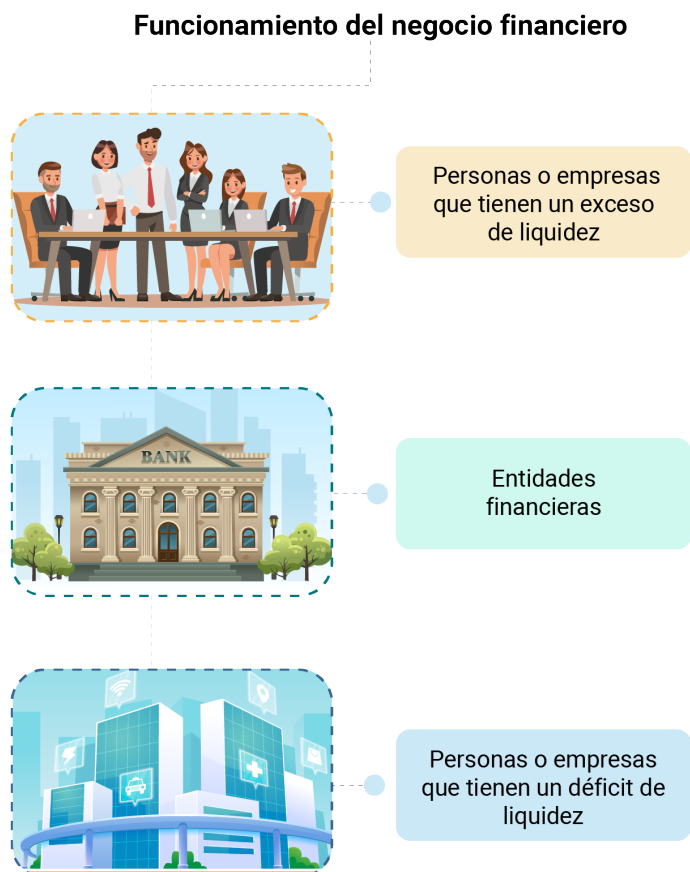 Funcionamiento del negocio financiero
Personas o empresas
que tienen un exceso
de liquidez
BANK
Entidades
financieras
Personas o empresas
que tienen un déficit de
liquidez